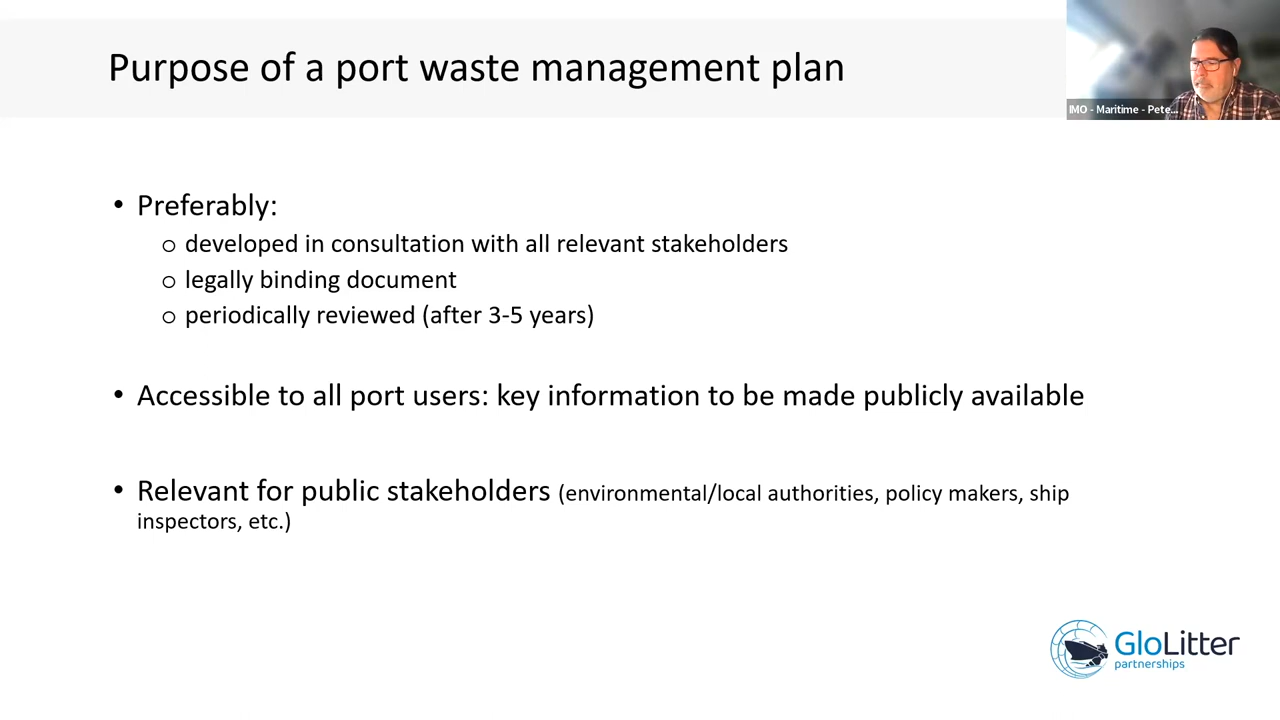 Purpose of a port waste management plan
IMO - Maritime - Pete...
• Preferably:
o developed in consultation with all relevant stakeholders
o legally binding document
o periodically reviewed (after 3-5 years)
• Accessible to all port users: key information to be made publicly available
• Relevant for public stakeholders (environmental/local authorities, policy makers, ship
inspectors, etc.)
GloLitter
partnerships